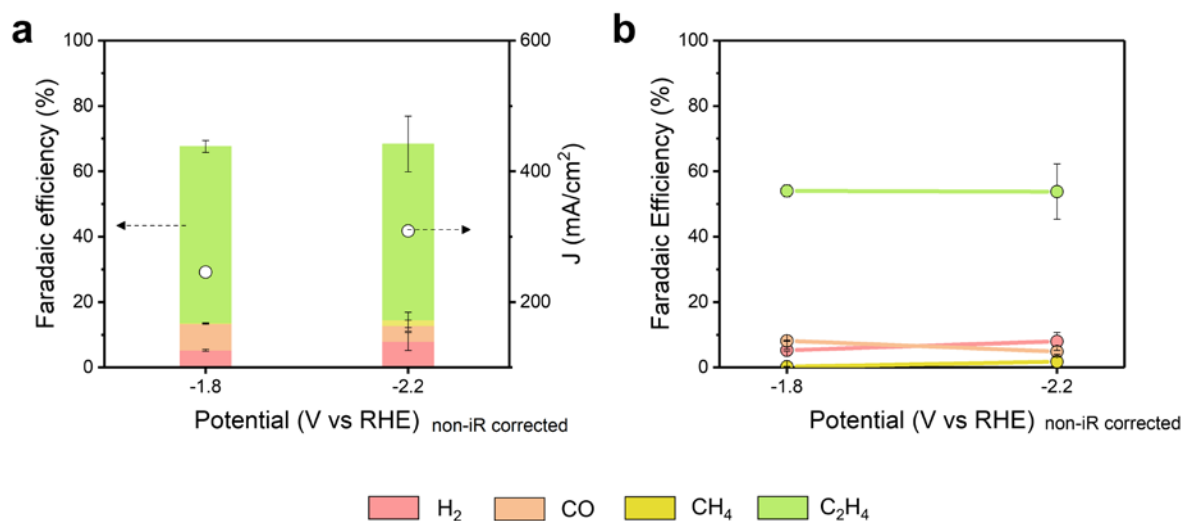 a
Faradaic efficiency (%)
100
80
60
40
20
0
600
400
200
J (mA/cm²)
-1.8
-2.2
Potential (V vs RHE) non-iR corrected
b
Faradaic Efficiency (%)
100
80
60
40
20
0
-1.8
-2.2
Potential (V vs RHE) non-iR corrected
H₂
CO
CH₄
C₂H₄